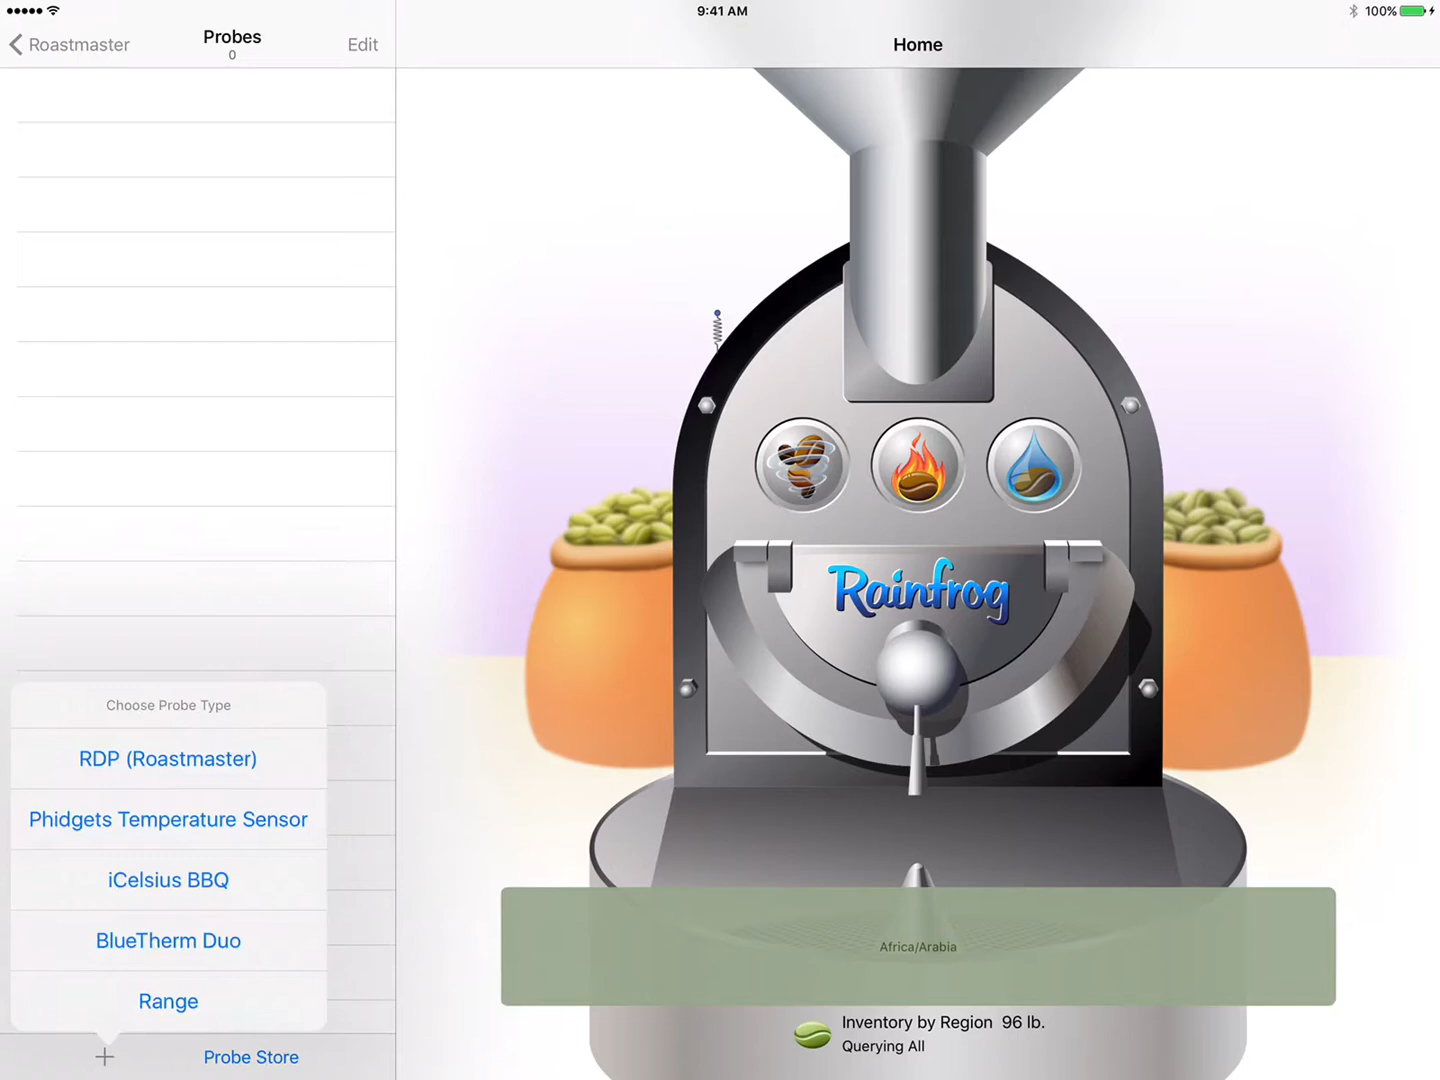 9:41 AM
100%
Roastmaster
Probes
0
Edit
Home
Rainfrog
Choose Probe Type
RDP (Roastmaster)
Phidgets Temperature Sensor
iCelsius BBQ
BlueTherm Duo
Range
Probe Store
Africa/Arabia
Inventory by Region 96 lb.
Querying All